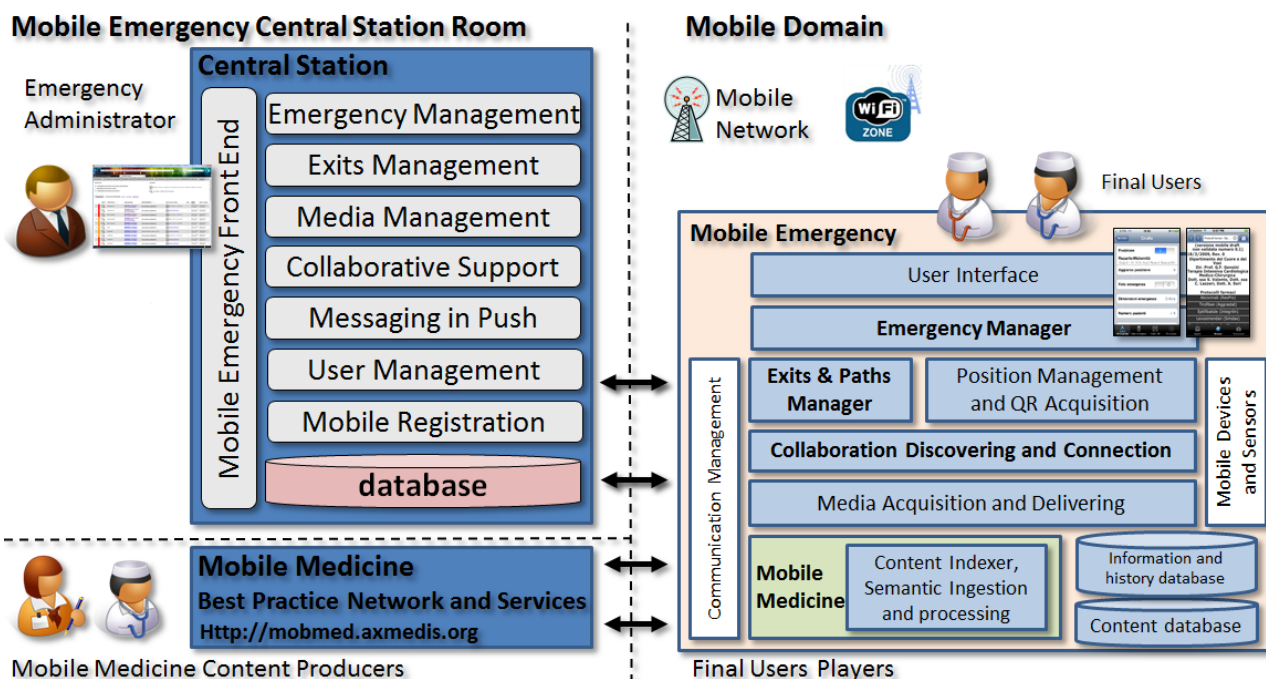 Mobile Emergency Central Station Room
Emergency
Administrator
Central Station
Mobile Emergency Front End
Emergency Management
Exits Management
Media Management
Collaborative Support
Messaging in Push
User Management
Mobile Registration
database
Mobile Medicine
Best Practice Network and Services
Http://mobmed.axmedis.org
Mobile Medicine Content Producers
Mobile Domain
Mobile
Network
Wi Fi
ZONE
Final Users
Mobile Emergency
User Interface
Emergency Manager
Exits & Paths
Manager
Position Management
and QR Acquisition
Collaboration Discovering and Connection
Media Acquisition and Delivering
Communication Management
Mobile Devices
and Sensors
Mobile
Medicine
Content Indexer,
Semantic Ingestion
and processing
Information and
history database
Content database
Final Users Players